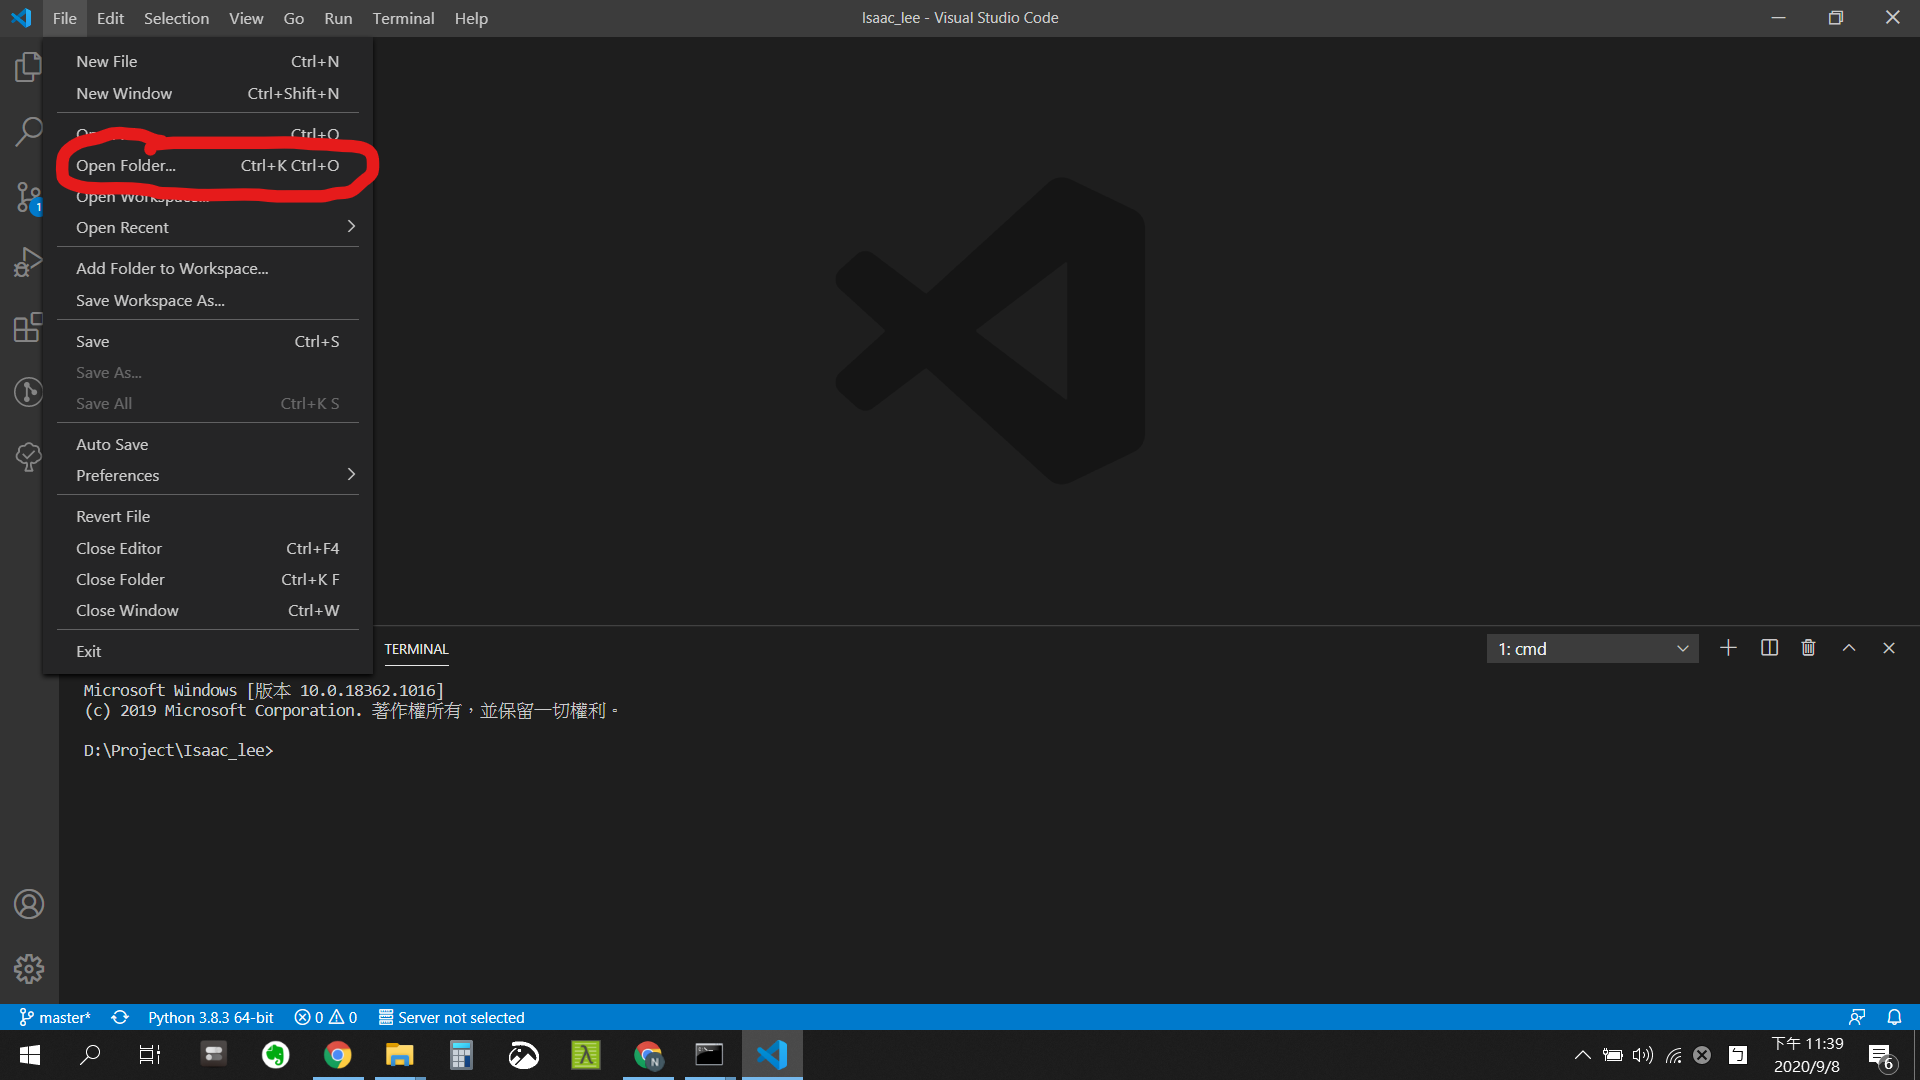 File Edit Selection View Go Run Terminal Help
Isaac_lee - Visual Studio Code
New File Ctrl+N
New Window Ctrl+Shift+N
Ctrl+O
Open Folder... Ctrl+K Ctrl+O
Open Workspace...
Open Recent
Add Folder to Workspace...
Save Workspace As...
Save Ctrl+S
Save As...
Save All Ctrl+K S
Auto Save
Preferences
Revert File
Close Editor Ctrl+F4
Close Folder Ctrl+K F
Close Window Ctrl+W
Exit
1
TERMINAL
1: cmd
Microsoft Windows [版本 10.0.18362.1016]
(c) 2019 Microsoft Corporation. 著作權所有，並保留一切權利。
D:\Project\Isaac_lee>
master* Python 3.8.3 64-bit 0 0 Server not selected
N
下午 11:39
2020/9/8
6